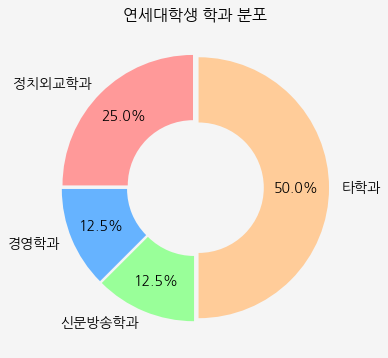 연세대학생 학과 분포
정치외교학과
25.0%
50.0%
타학과
12.5%
경영학과
12.5%
신문방송학과